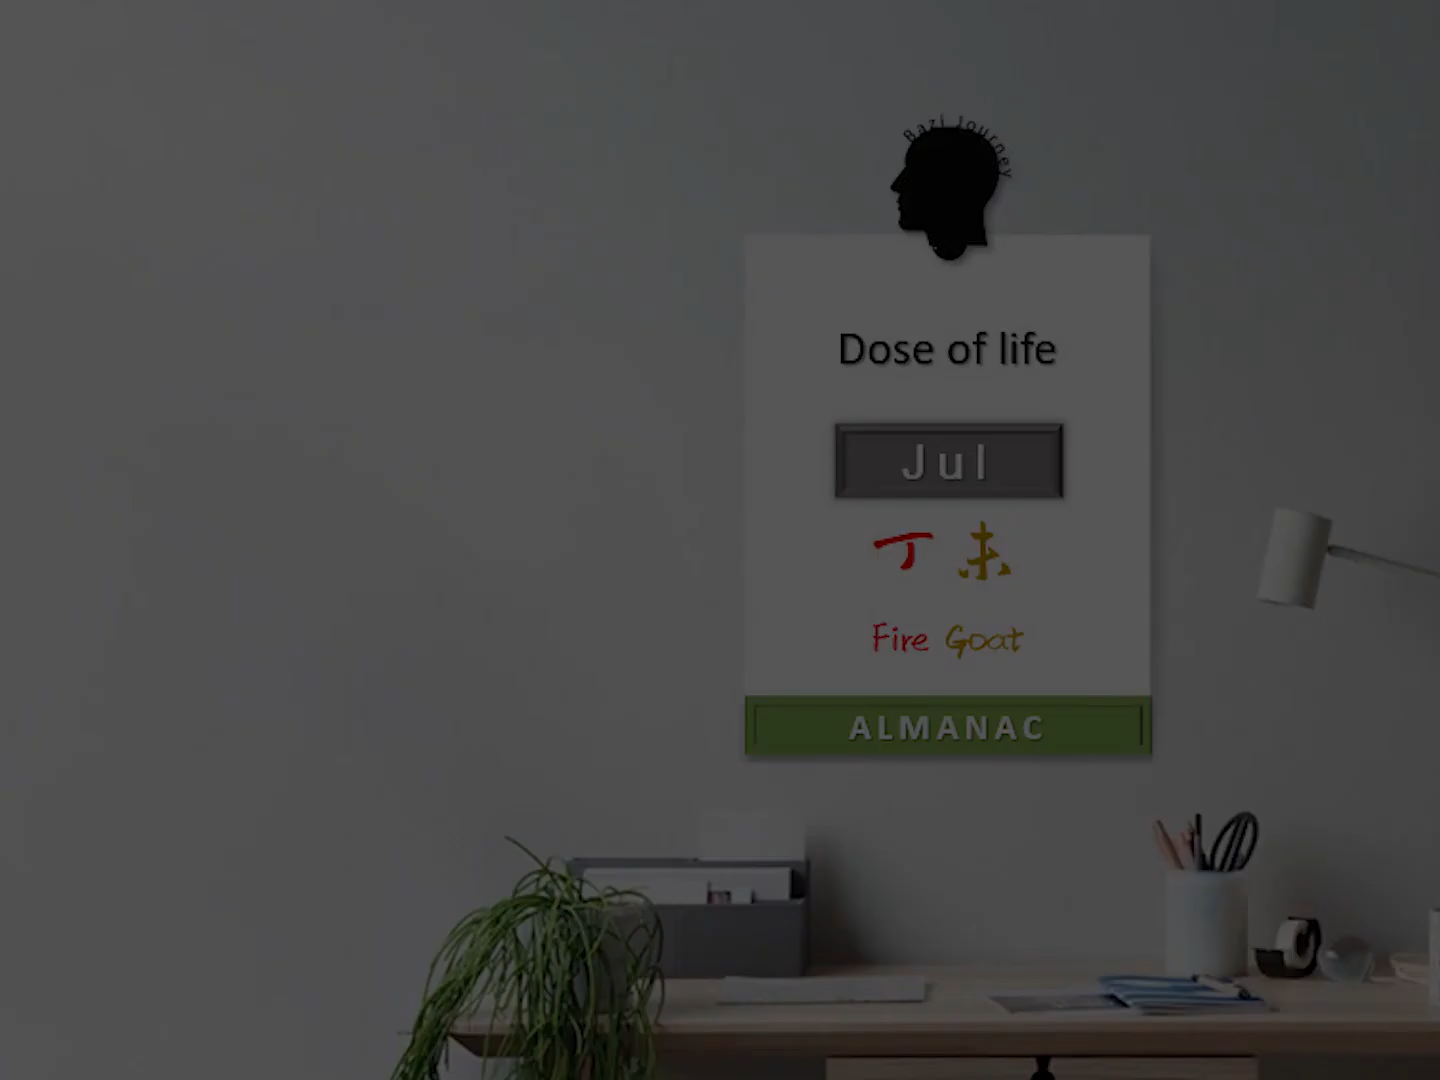 Bazi Journey
Dose of life
Jul
丁未
Fire Goat
ALMANAC